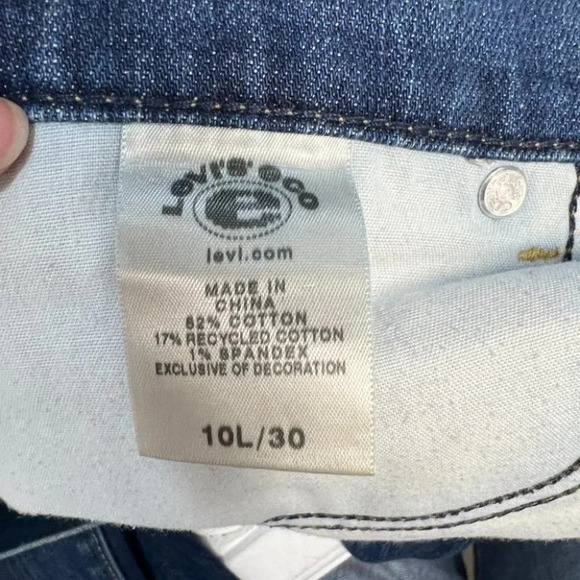 Levi's eco
e
levi.com
MADE IN
CHINA
82% COTTON
17% RECYCLED COTTON
1% SPANDEX
EXCLUSIVE OF DECORATION
10L/30